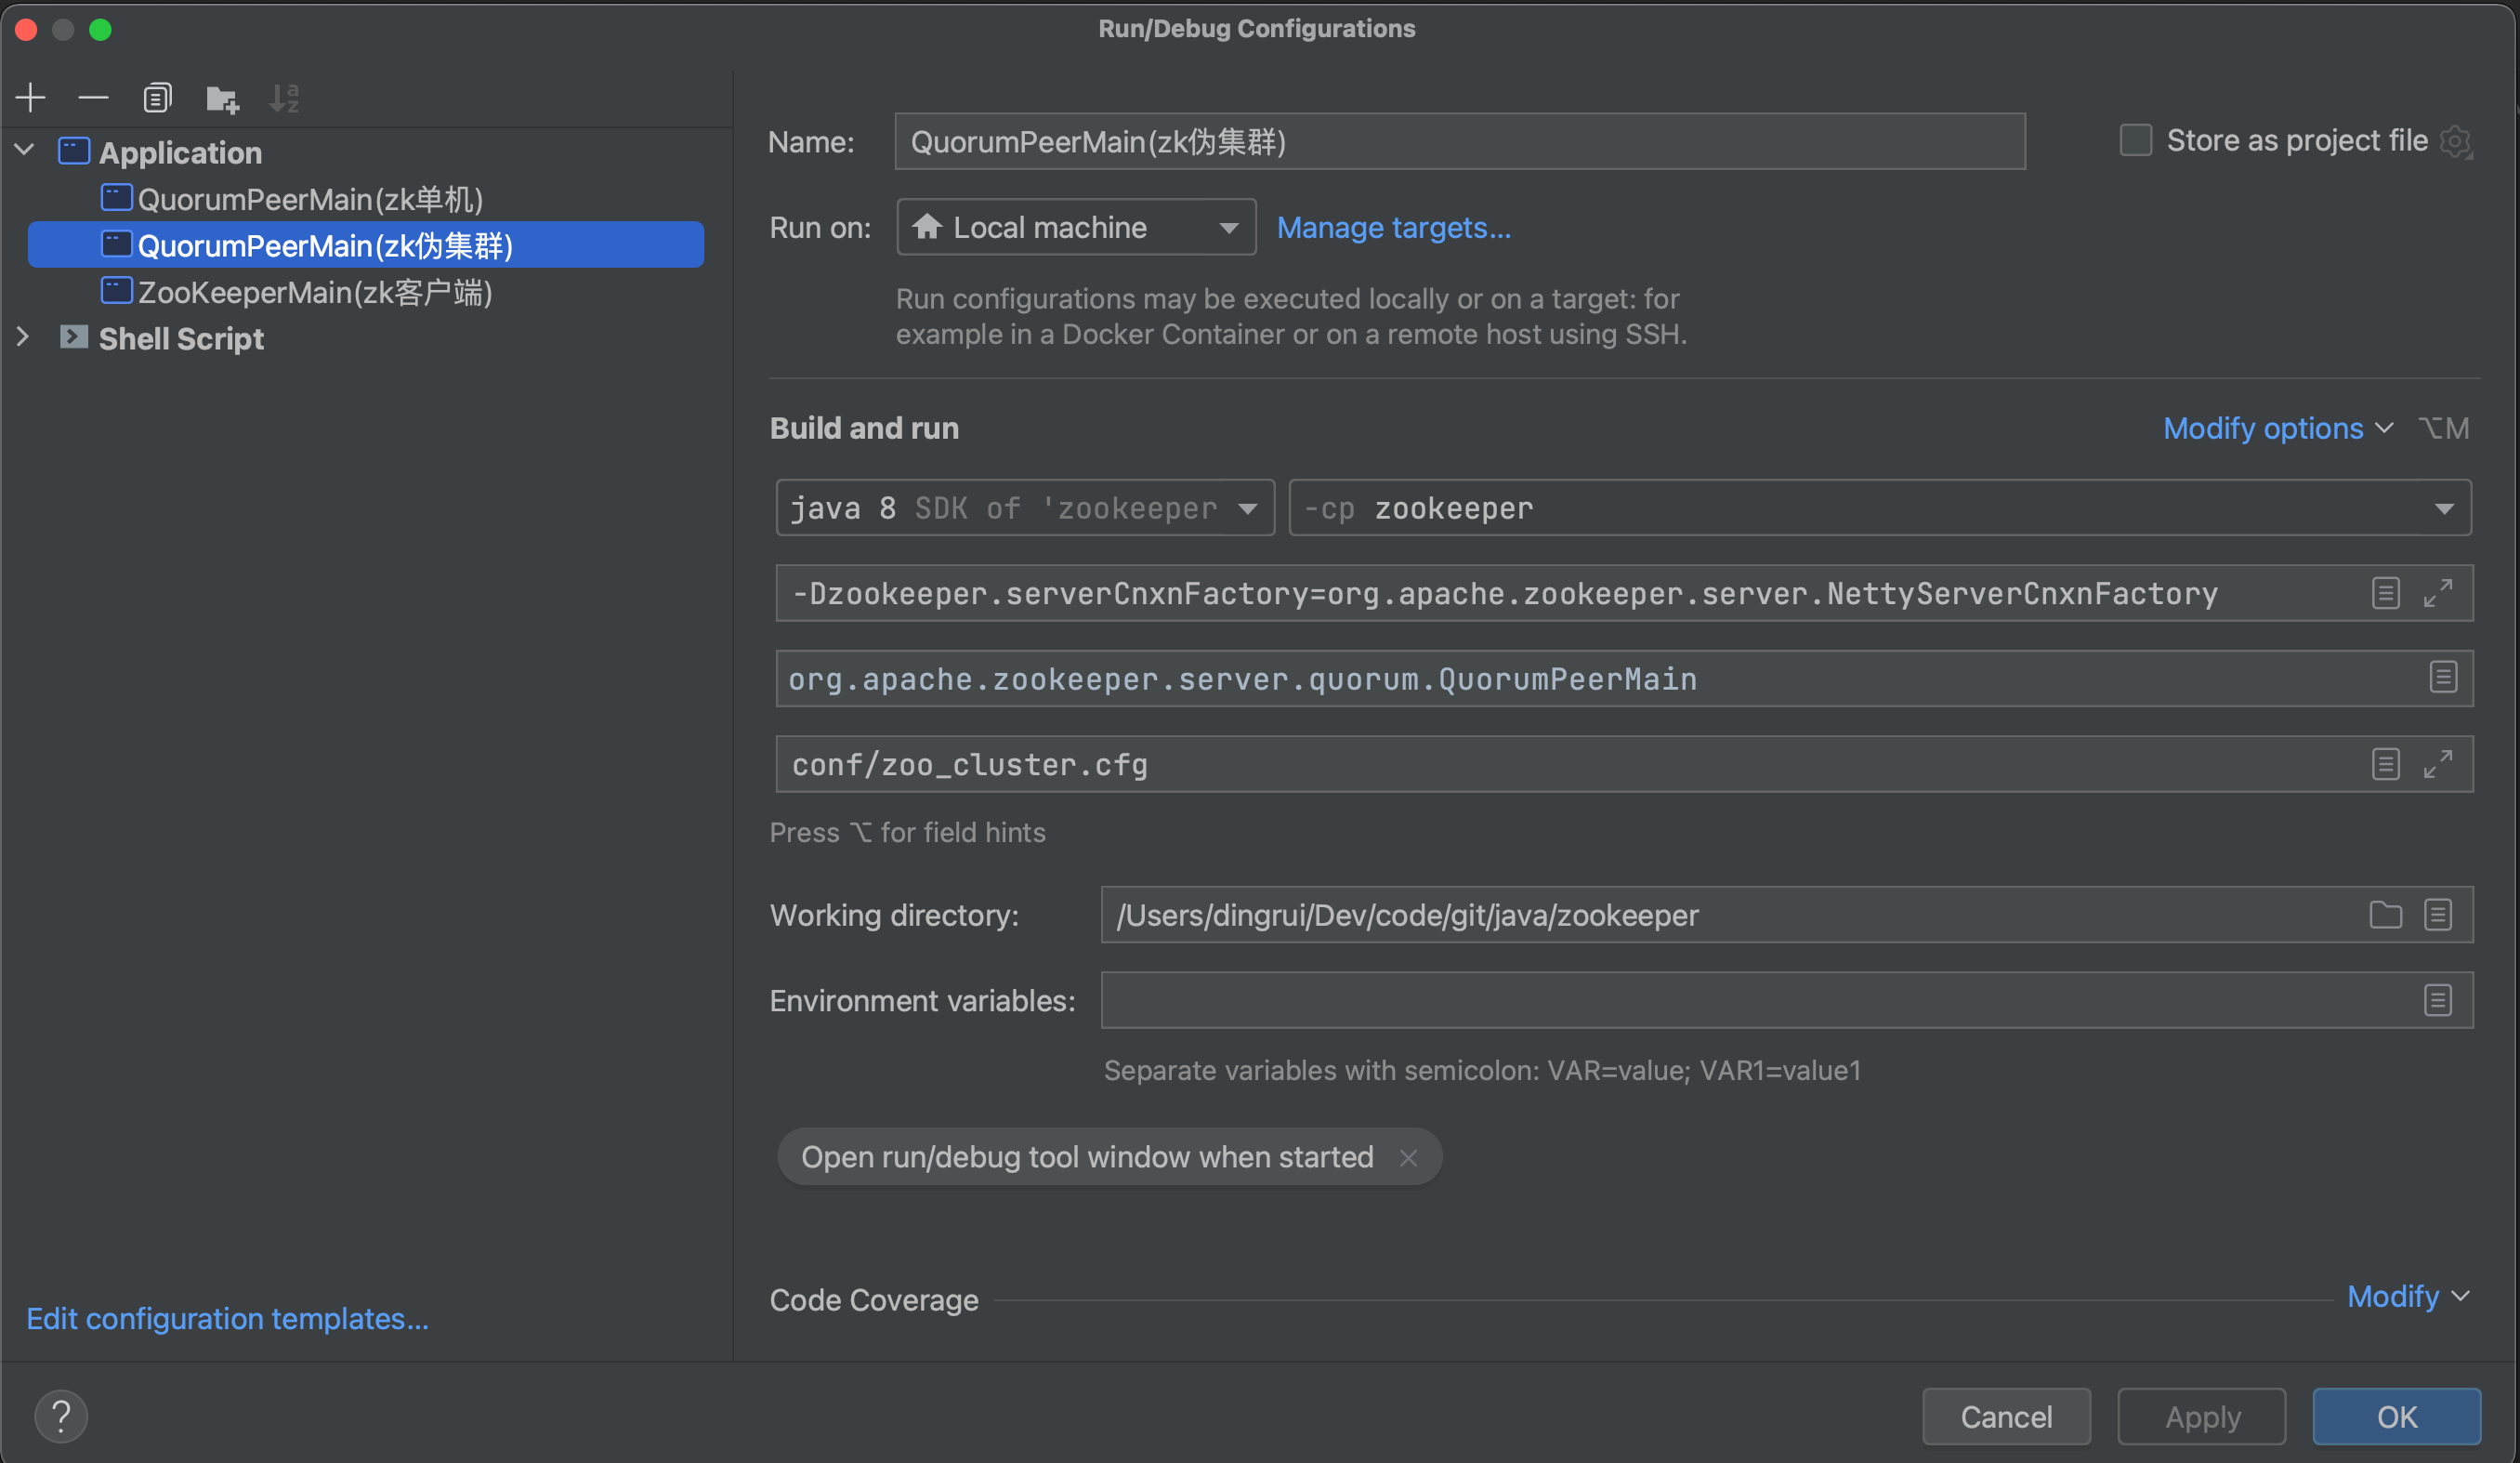 Run/Debug Configurations
Application
QuorumPeerMain(zk单机)
QuorumPeerMain(zk伪集群)
ZooKeeperMain(zk客户端)
Shell Script
Edit configuration templates...
Name: QuorumPeerMain(zk伪集群)
Store as project file
Run on: Local machine Manage targets...
Run configurations may be executed locally or on a target: for
example in a Docker Container or on a remote host using SSH.
Build and run
Modify options ⌥M
java 8 SDK of 'zookeeper
-cp zookeeper
-Dzookeeper.serverCnxnFactory=org.apache.zookeeper.server.NettyServerCnxnFactory
org.apache.zookeeper.server.quorum.QuorumPeerMain
conf/zoo_cluster.cfg
Press ⌥ for field hints
Working directory: /Users/dingrui/Dev/code/git/java/zookeeper
Environment variables:
Separate variables with semicolon: VAR=value; VAR1=value1
Open run/debug tool window when started
Code Coverage
Modify
?
Cancel
Apply
OK